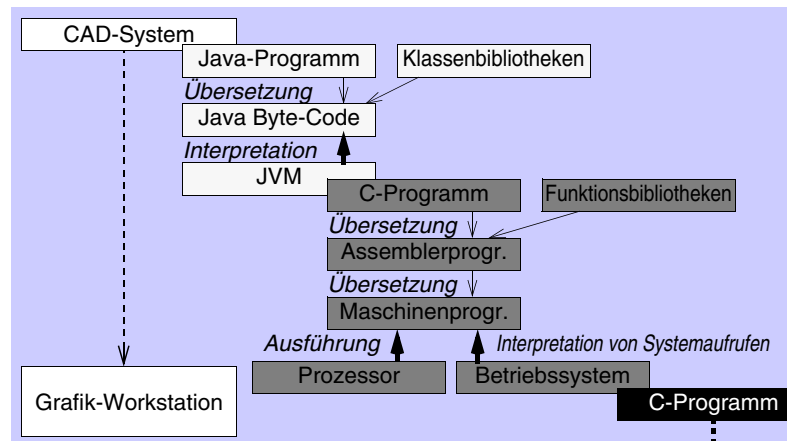 CAD-System
Java-Programm
Klassenbibliotheken
Übersetzung
Java Byte-Code
Interpretation
JVM
C-Programm
Funktionsbibliotheken
Übersetzung
Assemblerprogr.
Übersetzung
Maschinenprogr.
Ausführung
Interpretation von Systemaufrufen
Prozessor
Betriebssystem
Grafik-Workstation
C-Programm